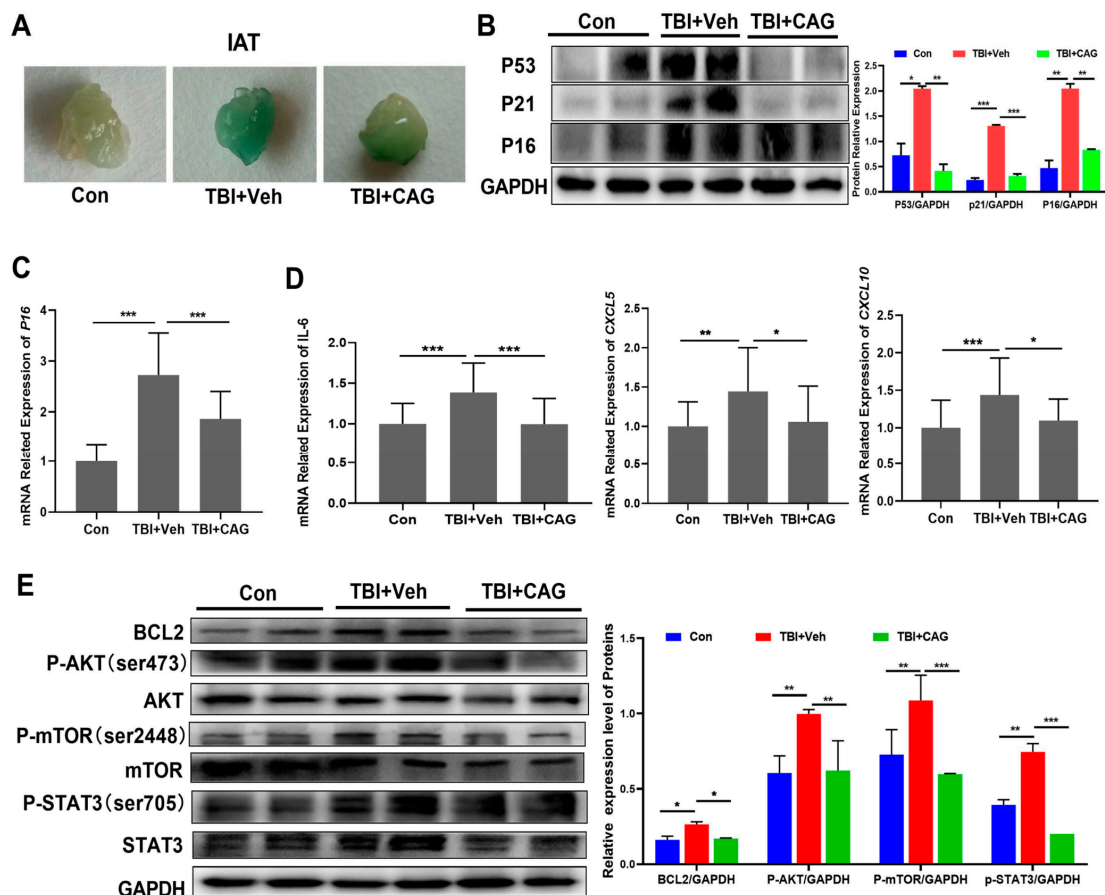 A
IAT
Con
TBI+Veh
TBI+CAG
B
Con
TBI+Veh
TBI+CAG
P53
P21
P16
GAPDH
Con
TBI+Veh
TBI+CAG
Protein Relative Expression
2.5
2.0
1.5
1.0
0.5
0.0
*
**
***
***
**
**
P53/GAPDH
p21/GAPDH
P16/GAPDH
C
mRNA Related Expression of P16
4
3
2
1
0
***
***
Con
TBI+Veh
TBI+CAG
D
mRNA Related Expression of IL-6
2.0
1.5
1.0
0.5
0.0
***
***
Con
TBI+Veh
TBI+CAG
mRNA Related Expression of CXCL5
2.5
2.0
1.5
1.0
0.5
0.0
**
*
Con
TBI+Veh
TBI+CAG
mRNA Related Expression of CXCL10
2.5
2.0
1.5
1.0
0.5
0.0
***
*
Con
TBI+Veh
TBI+CAG
E
Con
TBI+Veh
TBI+CAG
BCL2
P-AKT(ser473)
AKT
P-mTOR(ser2448)
mTOR
P-STAT3(ser705)
STAT3
GAPDH
Con
TBI+Veh
TBI+CAG
Relative expression level of Proteins
1.5
1.0
0.5
0.0
*
*
**
**
**
***
**
***
BCL2/GAPDH
P-AKT/GAPDH
P-mTOR/GAPDH
p-STAT3/GAPDH